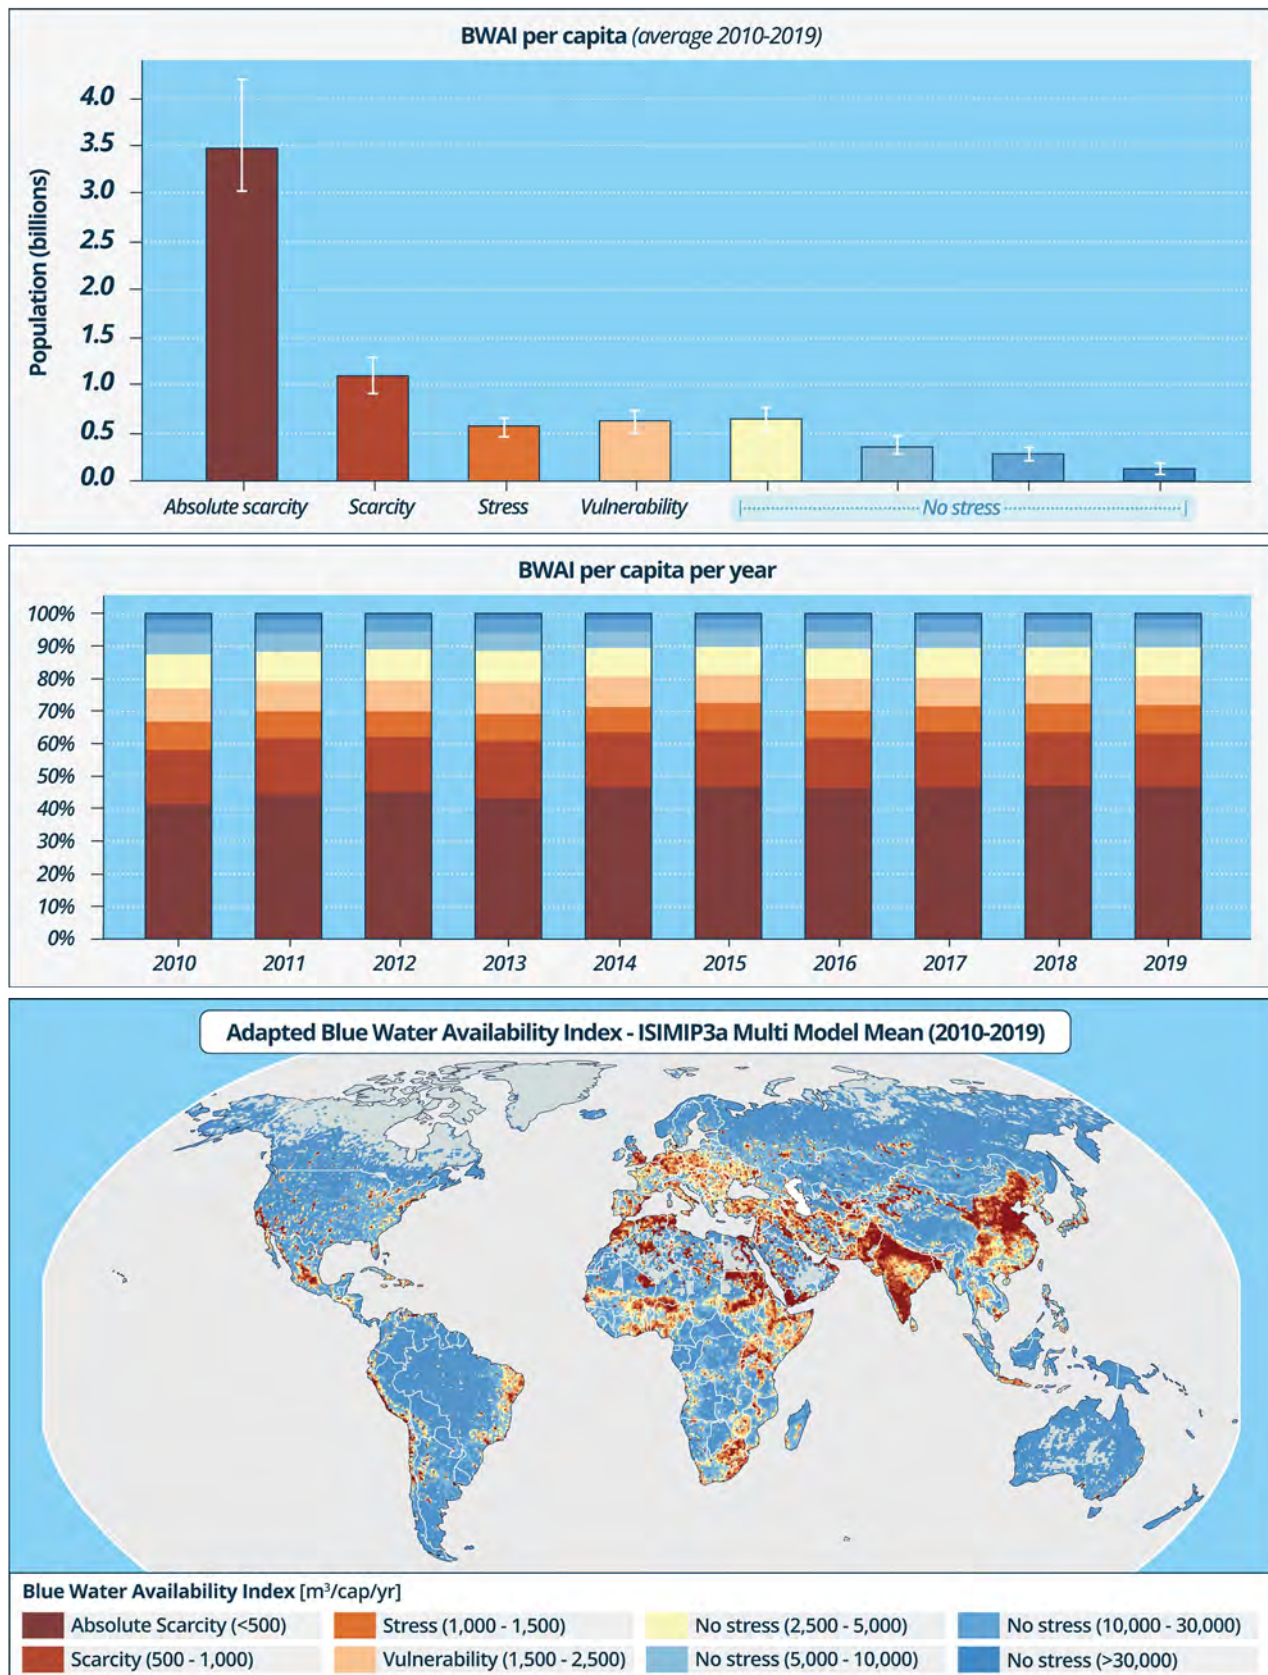 BWAI per capita (average 2010-2019)
Population (billions)
4.0
3.5
3.0
2.5
2.0
1.5
1.0
0.5
0.0
Absolute scarcity Scarcity Stress Vulnerability No stress
BWAI per capita per year
100%
90%
80%
70%
60%
50%
40%
30%
20%
10%
0%
2010 2011 2012 2013 2014 2015 2016 2017 2018 2019
Adapted Blue Water Availability Index - ISIMIP3a Multi Model Mean (2010-2019)
Blue Water Availability Index [m³/cap/yr]
Absolute Scarcity (<500) Stress (1,000 - 1,500) No stress (2,500 - 5,000) No stress (10,000 - 30,000)
Scarcity (500 - 1,000) Vulnerability (1,500 - 2,500) No stress (5,000 - 10,000) No stress (>30,000)